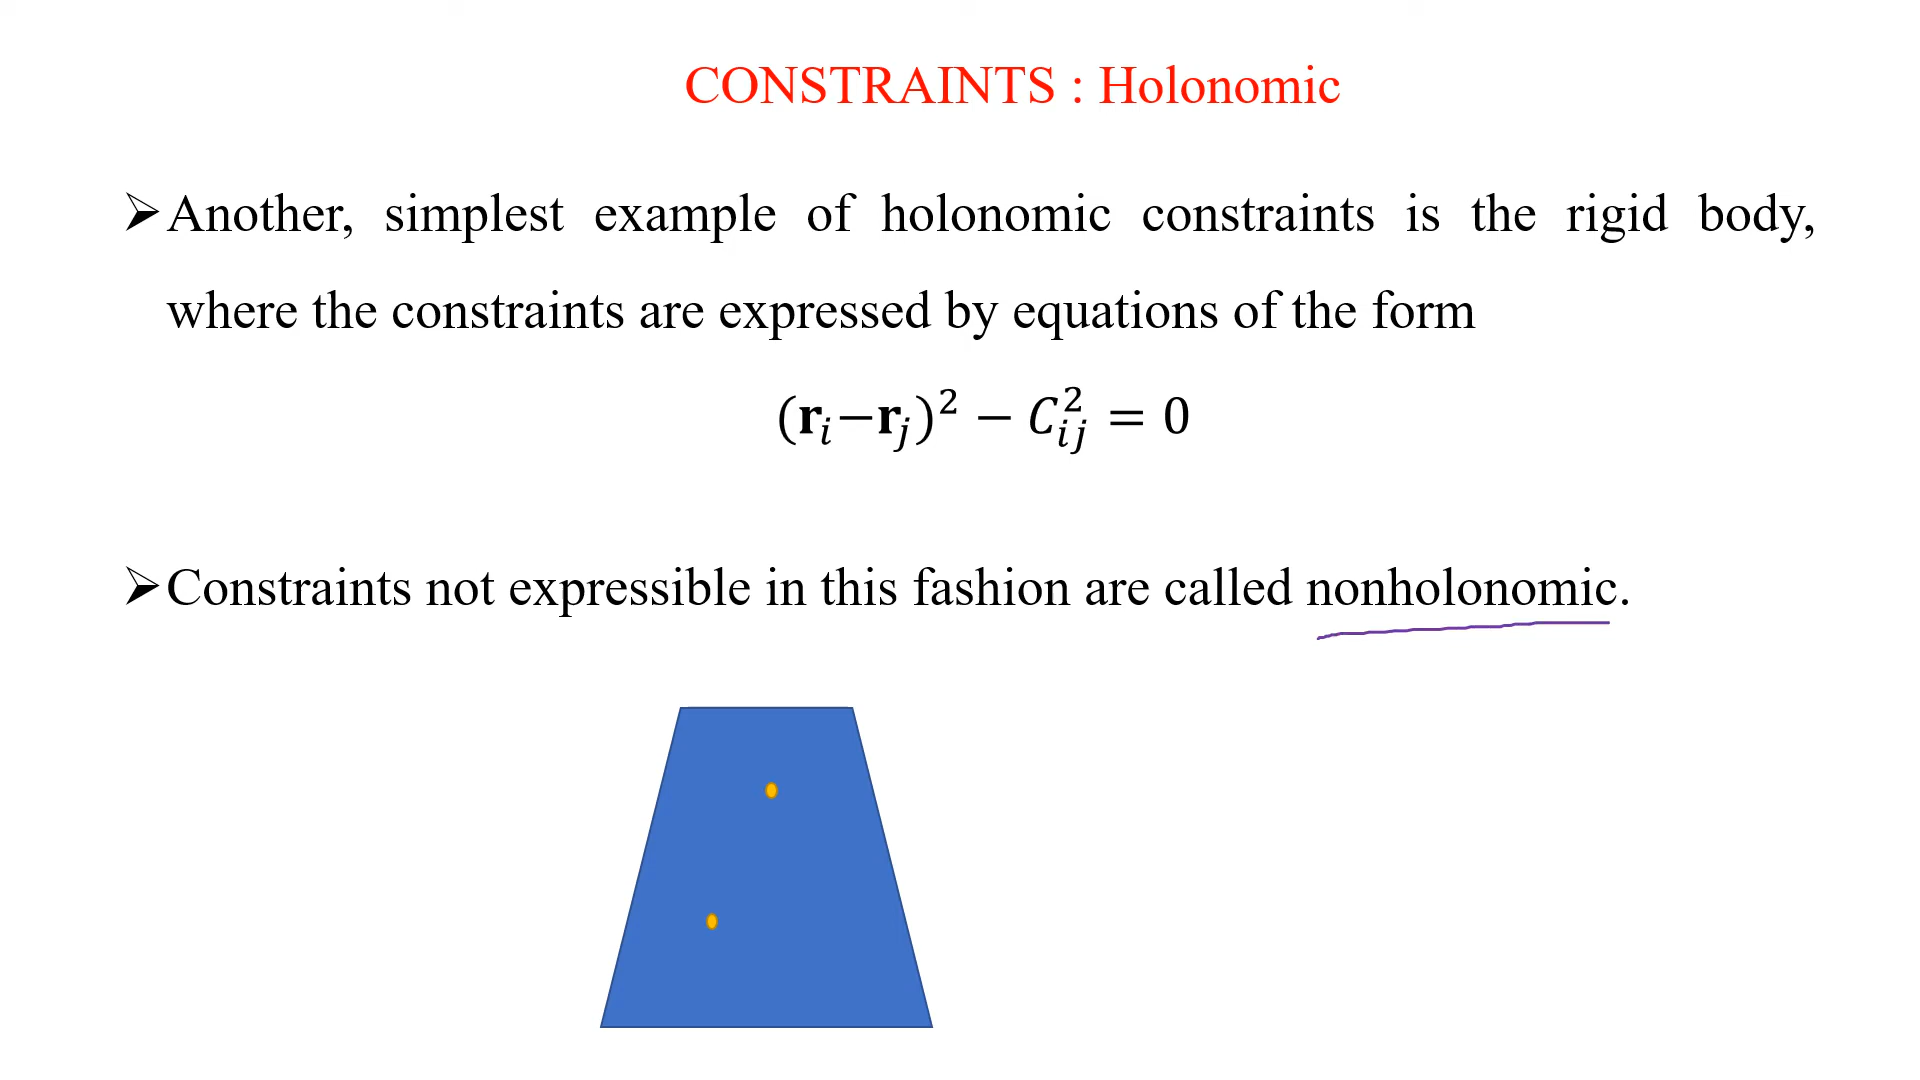 CONSTRAINTS : Holonomic
➢Another, simplest example of holonomic constraints is the rigid body,
where the constraints are expressed by equations of the form
(𝐫ᵢ−𝐫ⱼ)² − C²ᵢⱼ = 0
➢Constraints not expressible in this fashion are called nonholonomic.